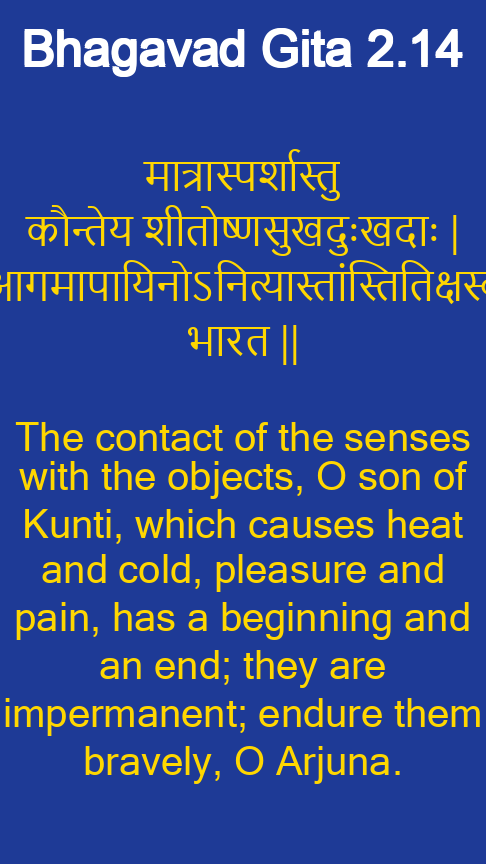 Bhagavad Gita 2.14
मात्रास्पर्शास्तु
कौन्तेय शीतोष्णसुखदुःखदाः |
आगमापायिनोऽनित्यास्तांस्तितिक्षस्व
भारत ||
The contact of the senses
with the objects, O son of
Kunti, which causes heat
and cold, pleasure and
pain, has a beginning and
an end; they are
impermanent; endure them
bravely, O Arjuna.